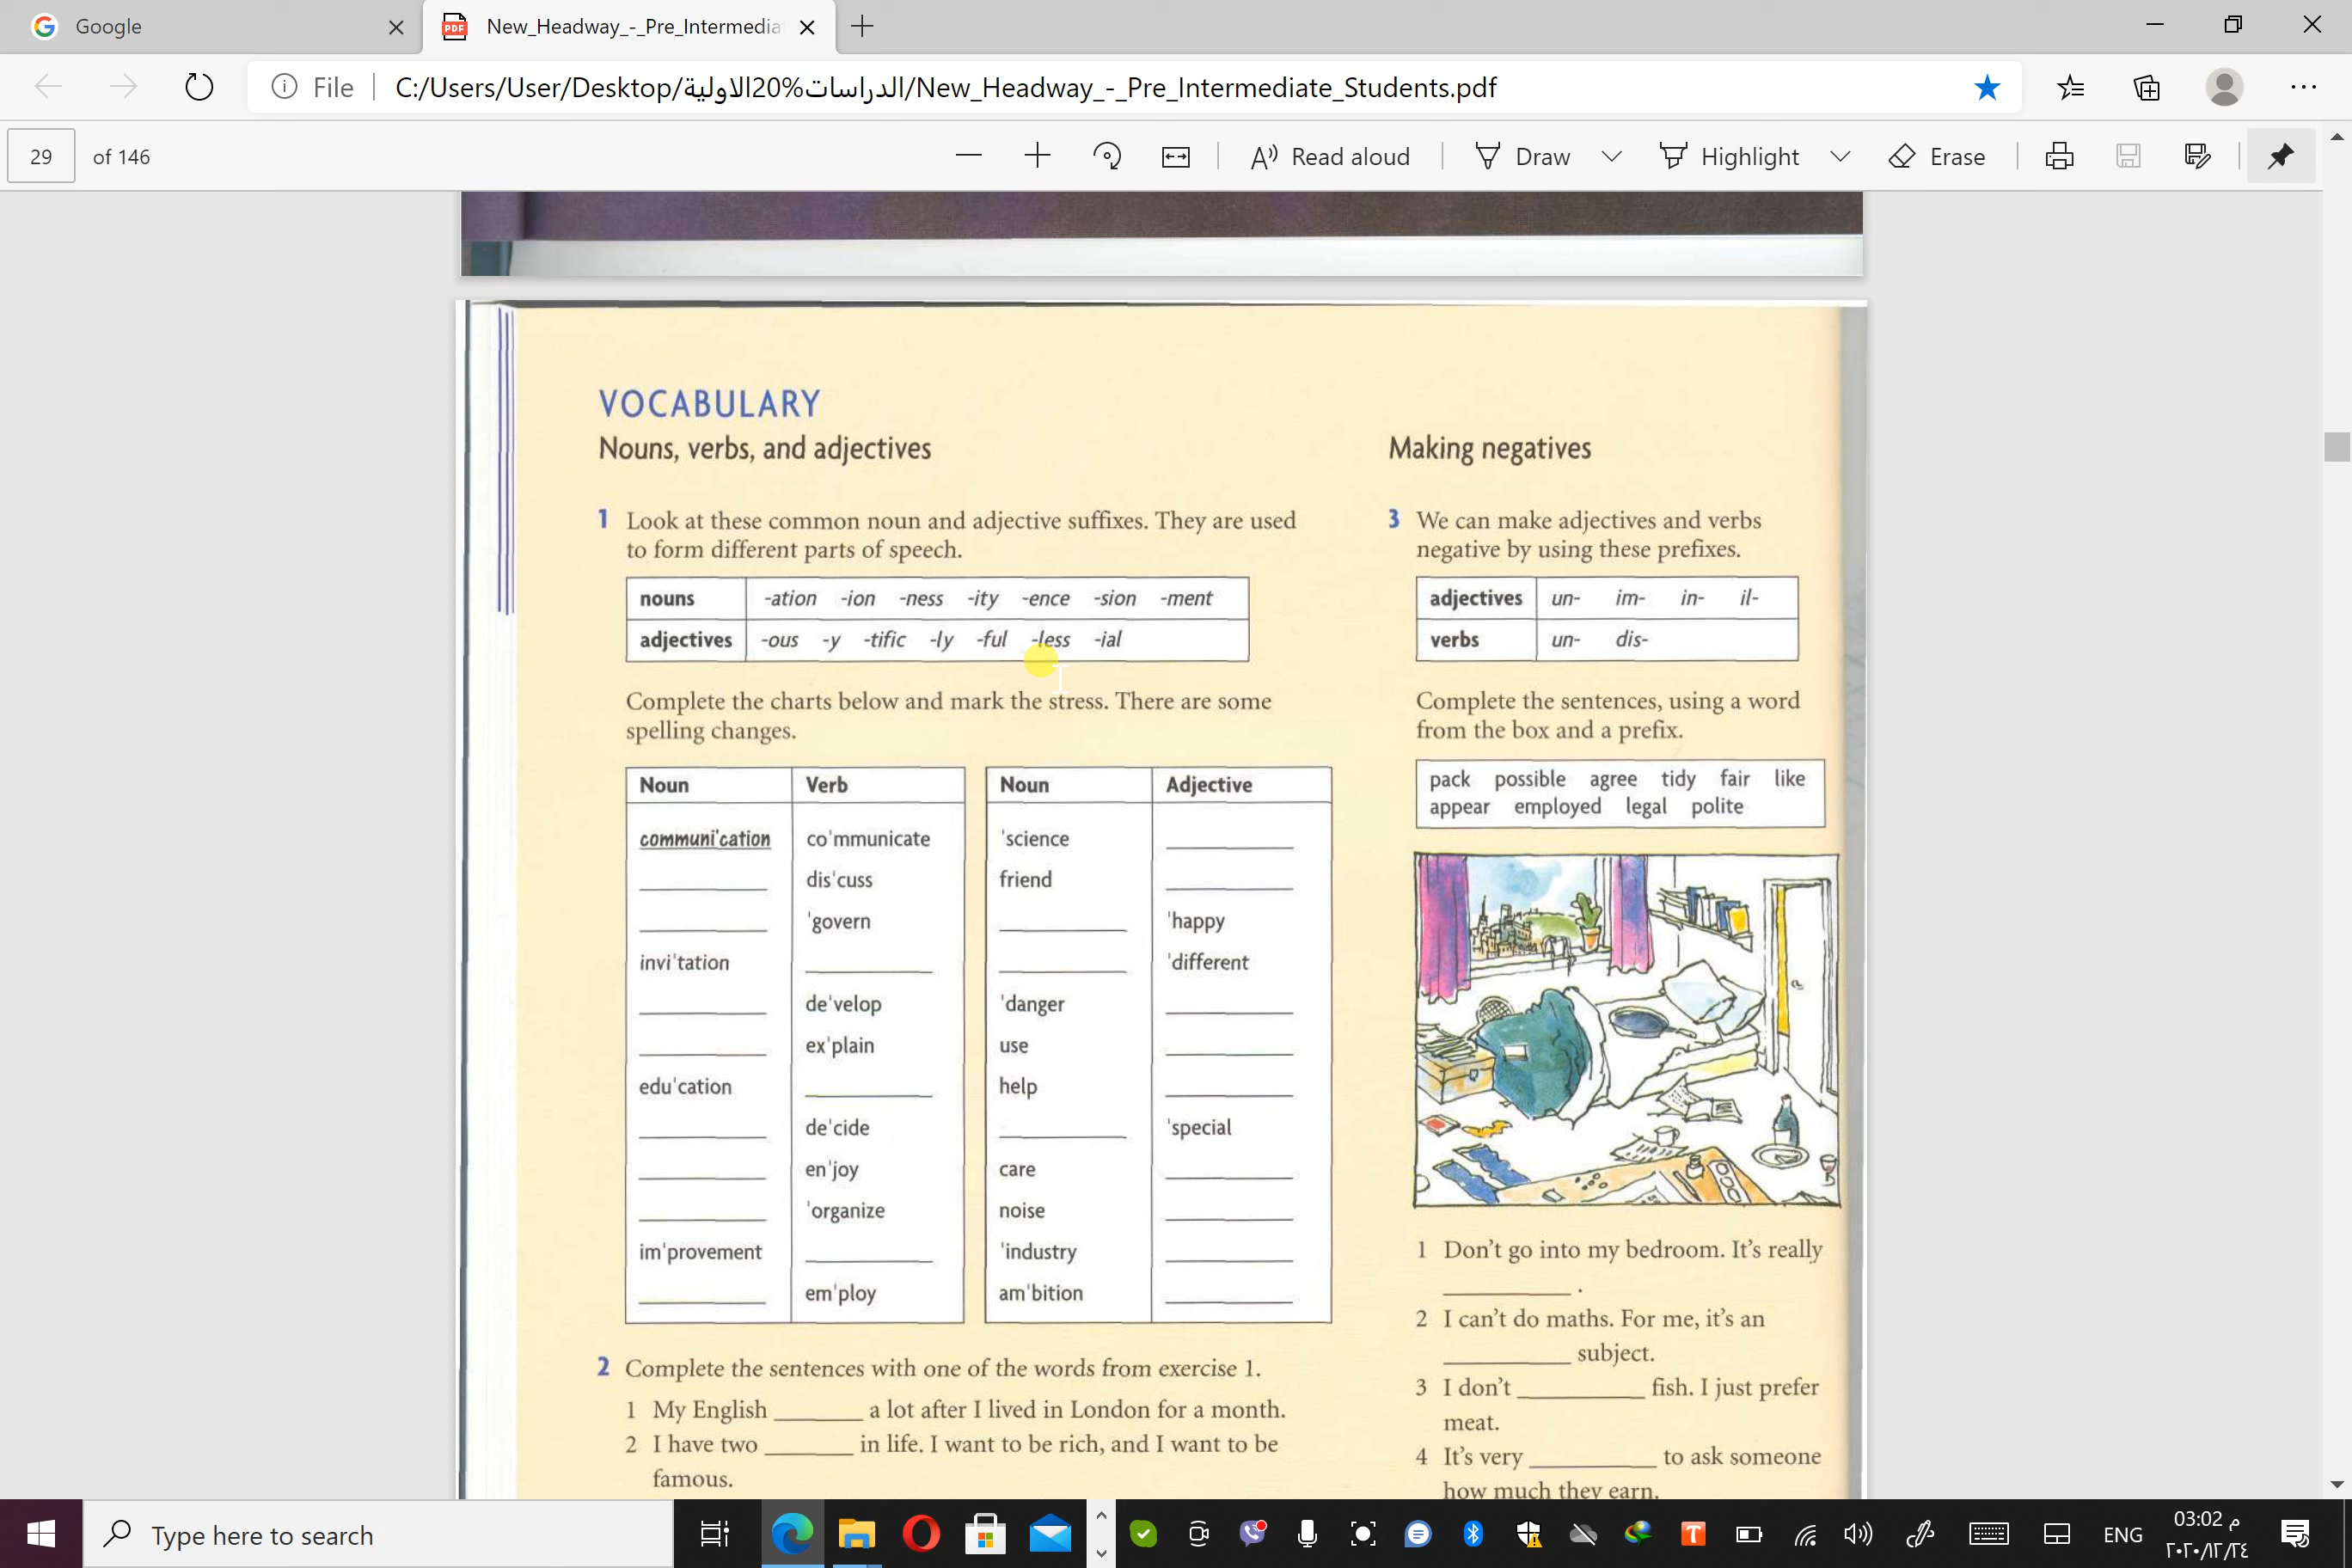 Google
New_Headway_-_Pre_Intermedia
File
C:/Users/User/Desktop/الدراسات%20الاولية/New_Headway_-_Pre_Intermediate_Students.pdf
29 of 146
Read aloud
Draw
Highlight
Erase
VOCABULARY
Nouns, verbs, and adjectives
1 Look at these common noun and adjective suffixes. They are used
to form different parts of speech.
nouns -ation -ion -ness -ity -ence -sion -ment
adjectives -ous -y -tific -ly -ful -less -ial
Complete the charts below and mark the stress. There are some
spelling changes.
Noun Verb
communi'cation co'mmunicate
dis'cuss
'govern
invi'tation
de'velop
ex'plain
edu'cation
de'cide
en'joy
'organize
im'provement
em'ploy
Noun Adjective
'science
friend
'happy
'different
'danger
use
help
'special
care
noise
'industry
am'bition
2 Complete the sentences with one of the words from exercise 1.
1 My English ________ a lot after I lived in London for a month.
2 I have two ________ in life. I want to be rich, and I want to be
famous.
Making negatives
3 We can make adjectives and verbs
negative by using these prefixes.
adjectives un- im- in- il-
verbs un- dis-
Complete the sentences, using a word
from the box and a prefix.
pack possible agree tidy fair like
appear employed legal polite
1 Don't go into my bedroom. It's really
____________ .
2 I can't do maths. For me, it's an
____________ subject.
3 I don't ____________ fish. I just prefer
meat.
4 It's very ____________ to ask someone
how much they earn.
Type here to search
ENG
03:02 م
٢٠٢٠/١٢/٢٤